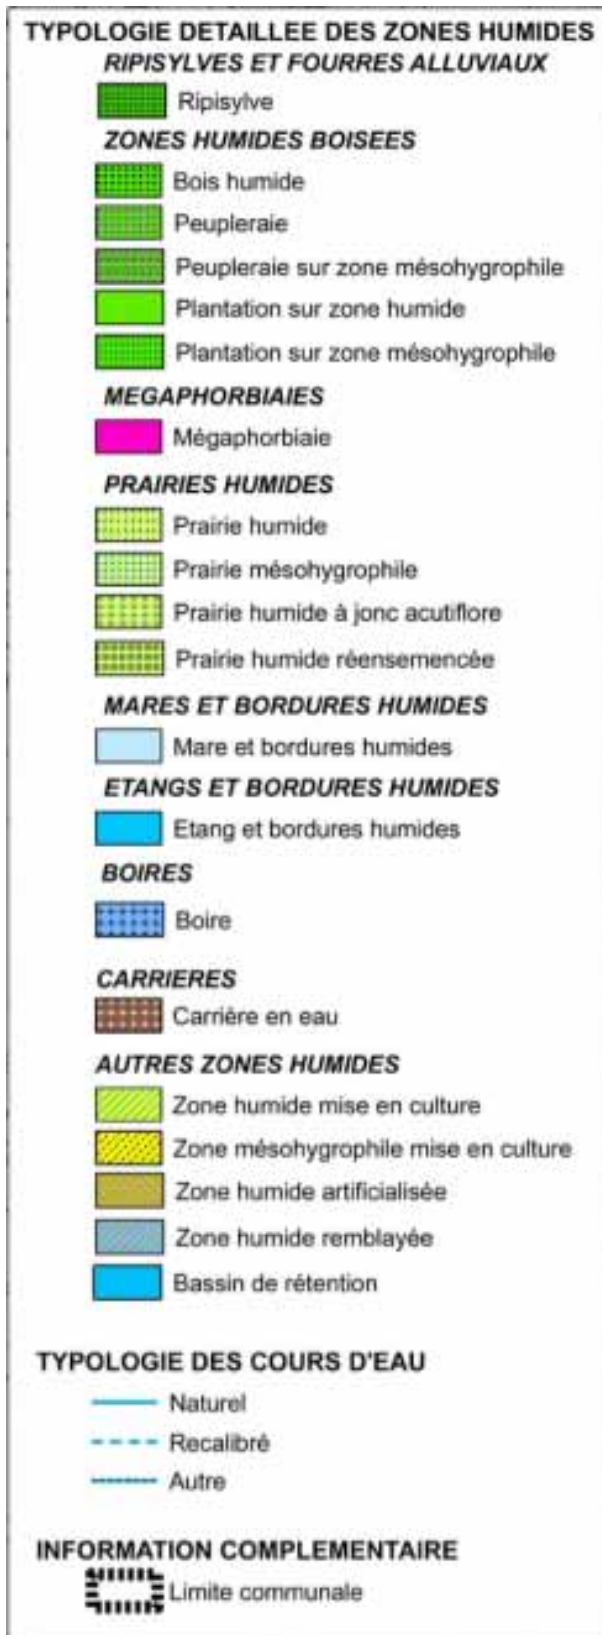 TYPOLOGIE DETAILLEE DES ZONES HUMIDES
RIPISYLVES ET FOURRES ALLUVIAUX
Ripisylve
ZONES HUMIDES BOISEES
Bois humide
Peupleraie
Peupleraie sur zone mésohygrophile
Plantation sur zone humide
Plantation sur zone mésohygrophile
MEGAPHORBIAIES
Mégaphorbiaie
PRAIRIES HUMIDES
Prairie humide
Prairie mésohygrophile
Prairie humide à jonc acutiflore
Prairie humide réensemencée
MARES ET BORDURES HUMIDES
Mare et bordures humides
ETANGS ET BORDURES HUMIDES
Etang et bordures humides
BOIRES
Boire
CARRIERES
Carrière en eau
AUTRES ZONES HUMIDES
Zone humide mise en culture
Zone mésohygrophile mise en culture
Zone humide artificialisée
Zone humide remblayée
Bassin de rétention
TYPOLOGIE DES COURS D'EAU
Naturel
Recalibré
Autre
INFORMATION COMPLEMENTAIRE
Limite communale